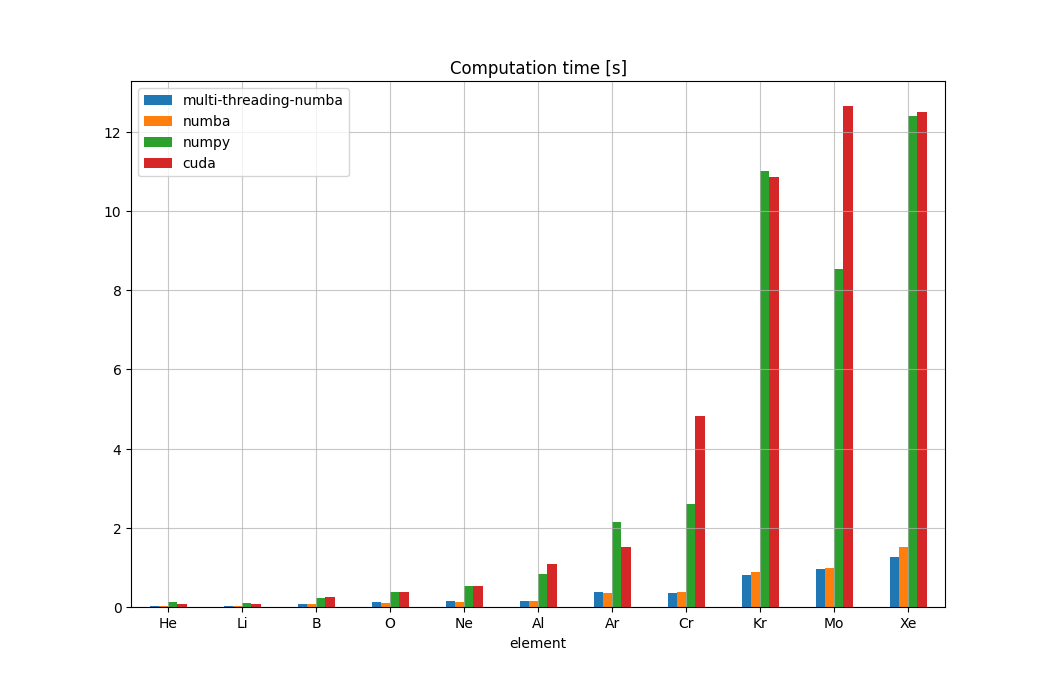 Computation time [s]
multi-threading-numba
numba
numpy
cuda
12
10
8
6
4
2
0
He Li B O Ne Al Ar Cr Kr Mo Xe
element